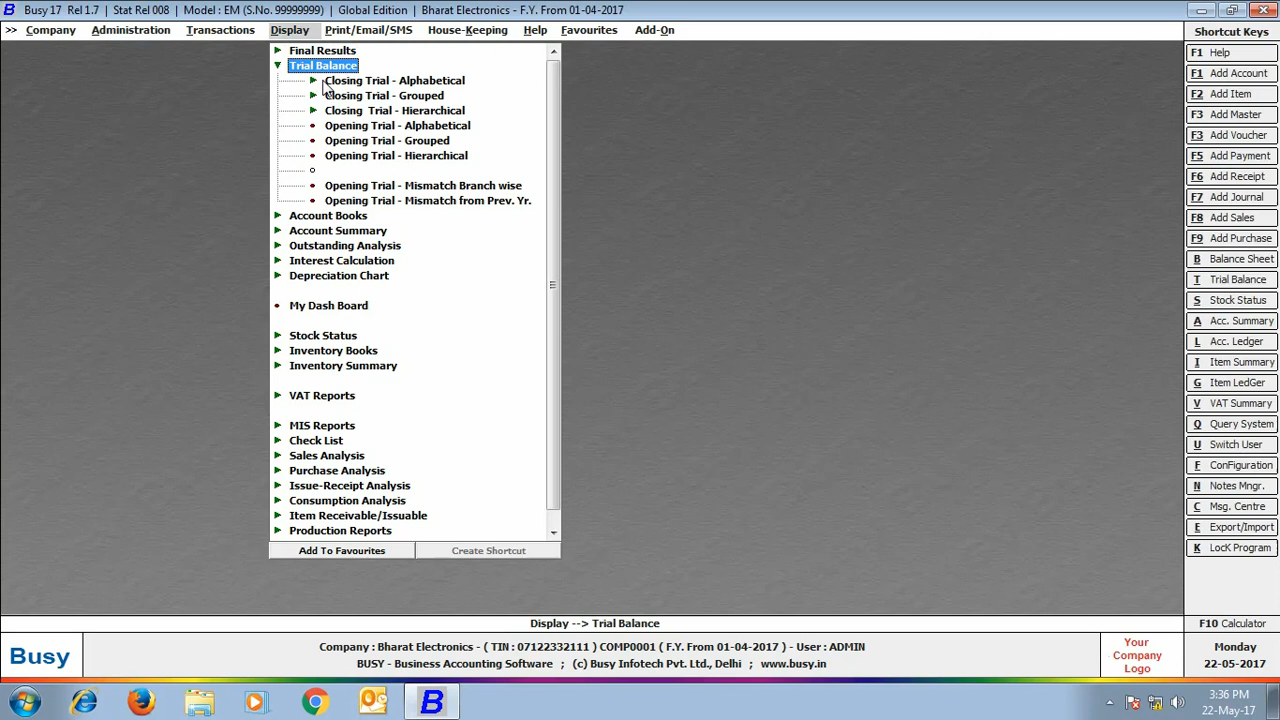 Busy 17 Rel 1.7 | Stat Rel 008 | Model : EM (S.No. 99999999) | Global Edition | Bharat Electronics - F.Y. From 01-04-2017
>> Company Administration Transactions Display Print/Email/SMS House-Keeping Help Favourites Add-On
Final Results
Trial Balance
Closing Trial - Alphabetical
Closing Trial - Grouped
Closing Trial - Hierarchical
Opening Trial - Alphabetical
Opening Trial - Grouped
Opening Trial - Hierarchical
Opening Trial - Mismatch Branch wise
Opening Trial - Mismatch from Prev. Yr.
Account Books
Account Summary
Outstanding Analysis
Interest Calculation
Depreciation Chart
My Dash Board
Stock Status
Inventory Books
Inventory Summary
VAT Reports
MIS Reports
Check List
Sales Analysis
Purchase Analysis
Issue-Receipt Analysis
Consumption Analysis
Item Receivable/Issuable
Production Reports
Add To Favourites Create Shortcut
Shortcut Keys
F1 Help
F1 Add Account
F2 Add Item
F3 Add Master
F3 Add Voucher
F5 Add Payment
F6 Add Receipt
F7 Add Journal
F8 Add Sales
F9 Add Purchase
B Balance Sheet
T Trial Balance
S Stock Status
A Acc. Summary
L Acc. Ledger
I Item Summary
G Item LedGer
V VAT Summary
Q Query System
U Switch User
F ConFiguration
N Notes Mngr.
C Msg. Centre
E Export/Import
K LocK Program
Display --> Trial Balance
F10 Calculator
Busy
Company : Bharat Electronics - ( TIN : 07122332111 ) COMP0001 ( F.Y. From 01-04-2017 ) - User : ADMIN
BUSY - Business Accounting Software ; (c) Busy Infotech Pvt. Ltd., Delhi ; www.busy.in
Your
Company
Logo
Monday
22-05-2017
3:36 PM
22-May-17